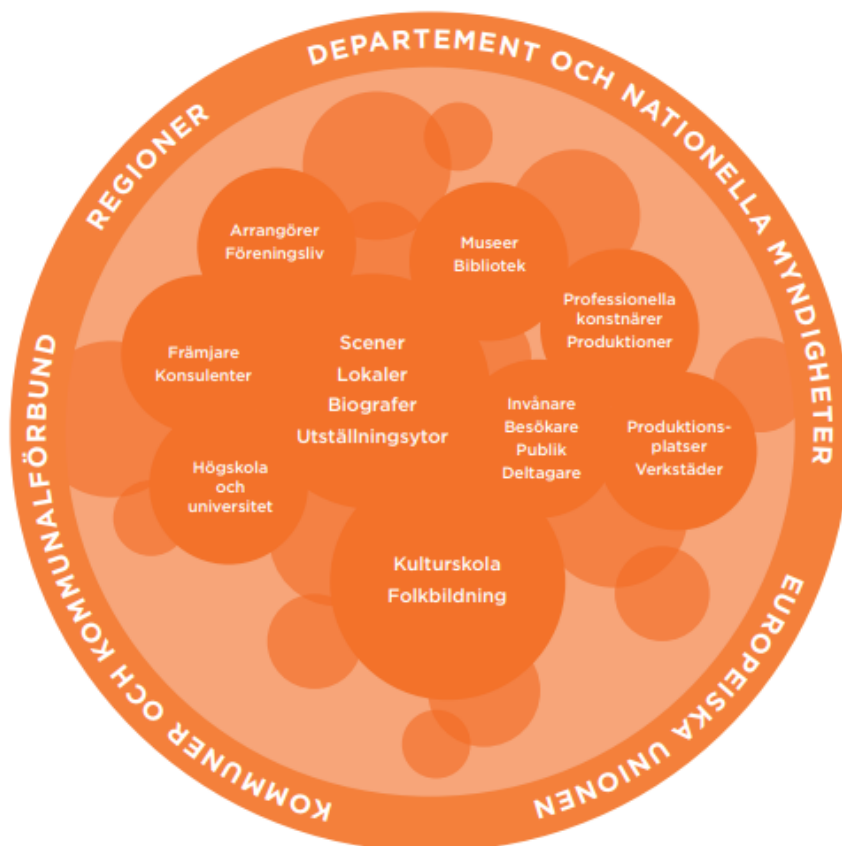 DEPARTEMENT OCH NATIONELLA MYNDIGHETER
REGIONER
KOMMUNER OCH KOMMUNALFÖRBUND
EUROPEISKA UNIONEN
Arrangörer
Föreningsliv
Museer
Bibliotek
Professionella
konstnärer
Produktioner
Främjare
Konsulenter
Scener
Lokaler
Biografer
Utställningsytor
Invånare
Besökare
Publik
Deltagare
Produktions-
platser
Verkstäder
Högskola
och
universitet
Kulturskola
Folkbildning